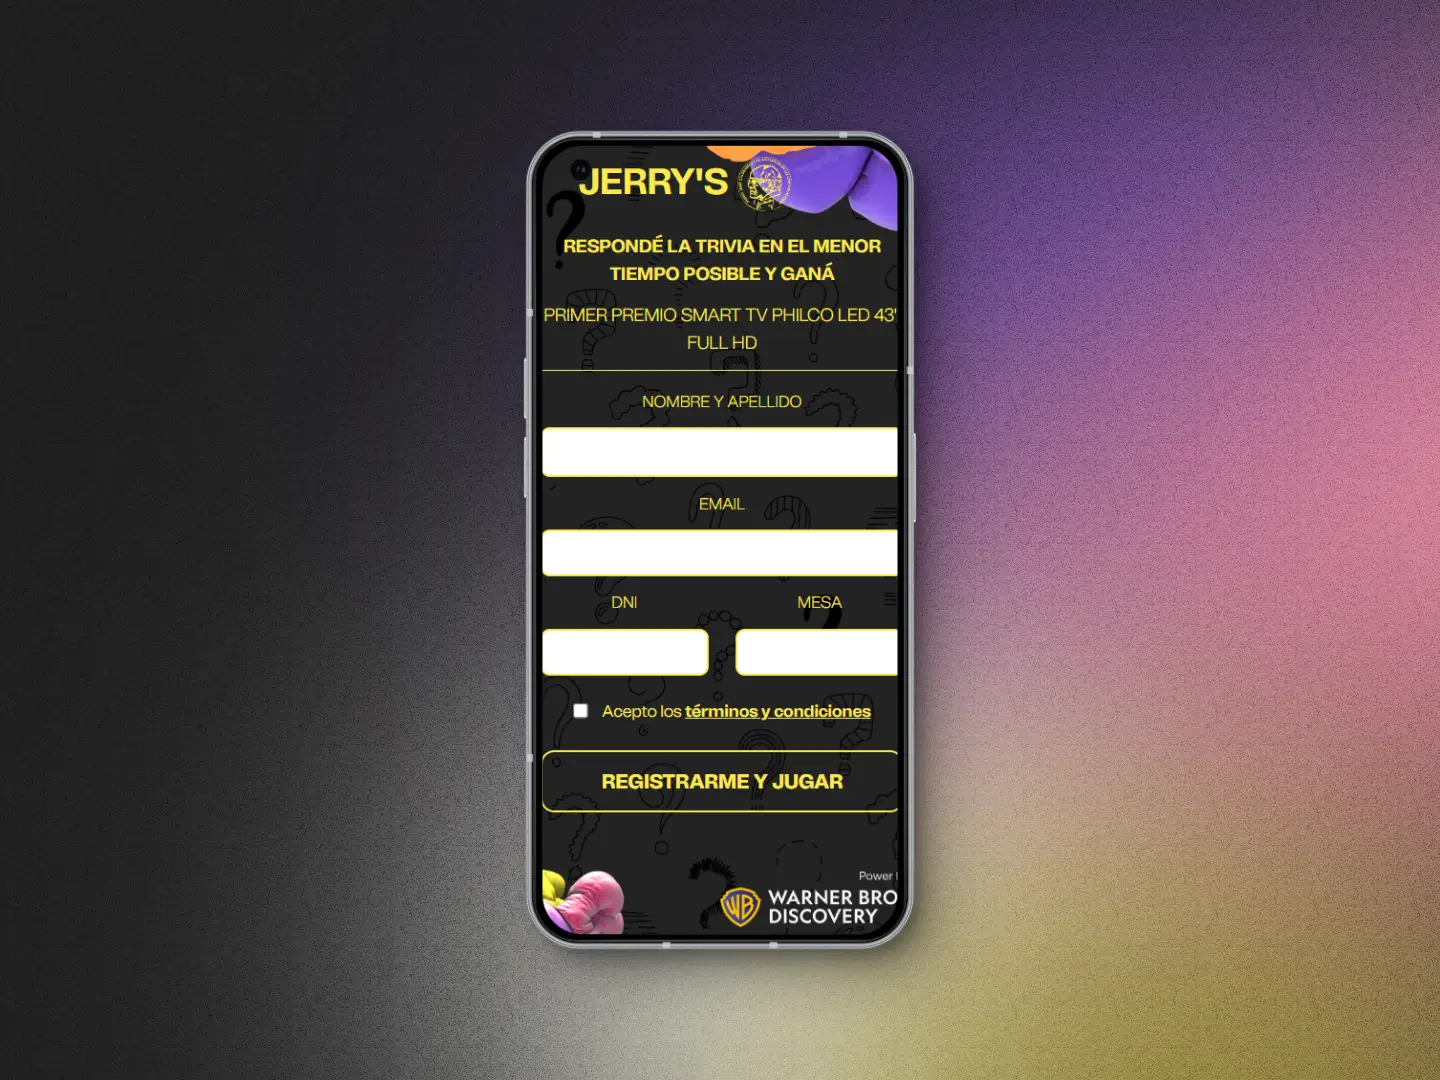 JERRY'S
RESPONDÉ LA TRIVIA EN EL MENOR
TIEMPO POSIBLE Y GANÁ
PRIMER PREMIO SMART TV PHILCO LED 43'
FULL HD
NOMBRE Y APELLIDO
EMAIL
DNI
MESA
Acepto los términos y condiciones
REGISTRARME Y JUGAR
Power
WB
WARNER BRO
DISCOVERY